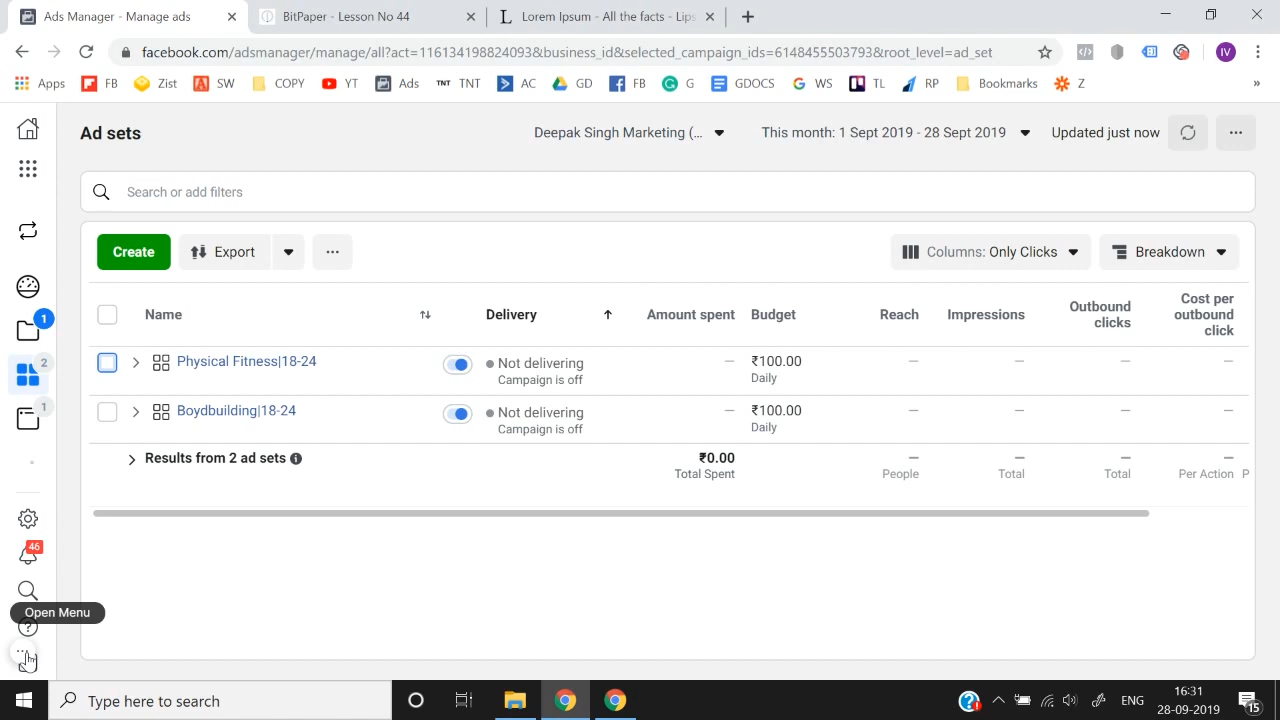 Ads Manager - Manage ads
BitPaper - Lesson No 44
Lorem Ipsum - All the facts - Lips
facebook.com/adsmanager/manage/all?act=1161341988240938&business_id&selected_campaign_ids=6148455503793&root_level=ad_set
IV
Apps FB Zist SW COPY YT Ads TNT TNT AC GD FB G GDOCS WS TL RP Bookmarks Z »
Ad sets
Deepak Singh Marketing (...
This month: 1 Sept 2019 - 28 Sept 2019
Updated just now
Search or add filters
Create
Export
Columns: Only Clicks
Breakdown
Name
Delivery
Amount spent
Budget
Reach
Impressions
Outbound
clicks
Cost per
outbound
click
Physical Fitness|18-24
Not delivering
Campaign is off
—
₹100.00
Daily
— — — —
Boydbuilding|18-24
Not delivering
Campaign is off
—
₹100.00
Daily
— — — —
Results from 2 ad sets
₹0.00
Total Spent
—
People
—
Total
—
Total
—
Per Action
P
1
2
1
46
Open Menu
Type here to search
ENG
16:31
28-09-2019
15